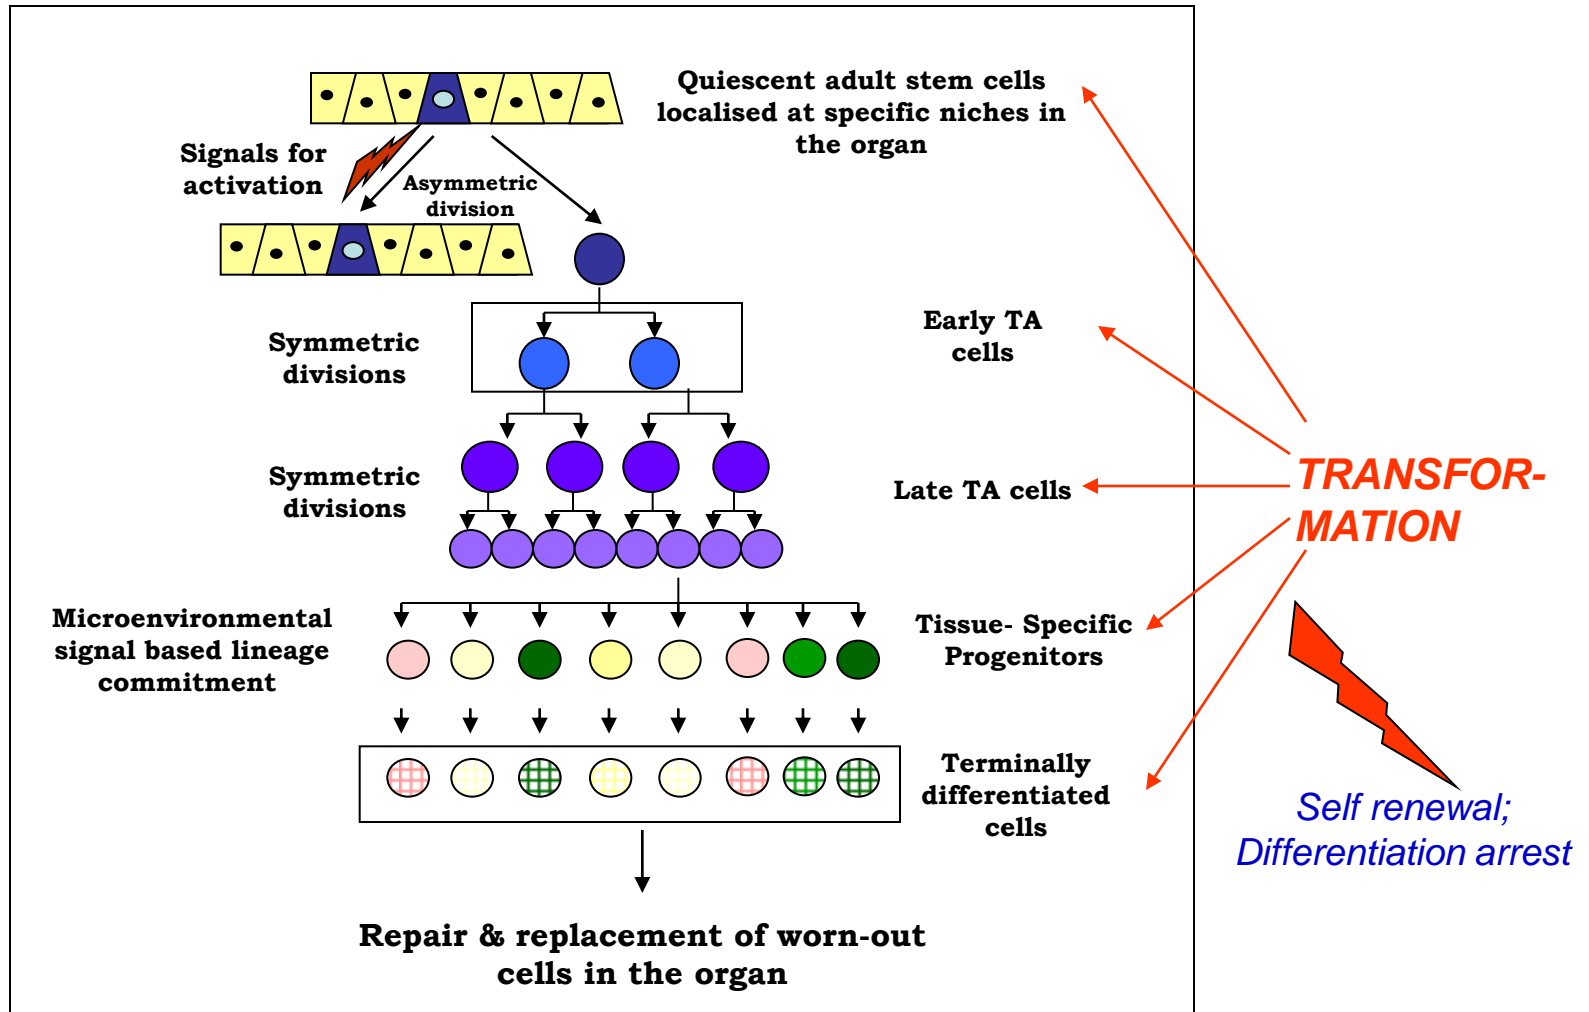 Quiescent adult stem cells
localised at specific niches in
the organ
Signals for
activation
Asymmetric
division
Symmetric
divisions
Early TA
cells
Symmetric
divisions
Late TA cells
TRANSFOR-
MATION
Microenvironmental
signal based lineage
commitment
Tissue- Specific
Progenitors
Terminally
differentiated
cells
Self renewal;
Differentiation arrest
Repair & replacement of worn-out
cells in the organ